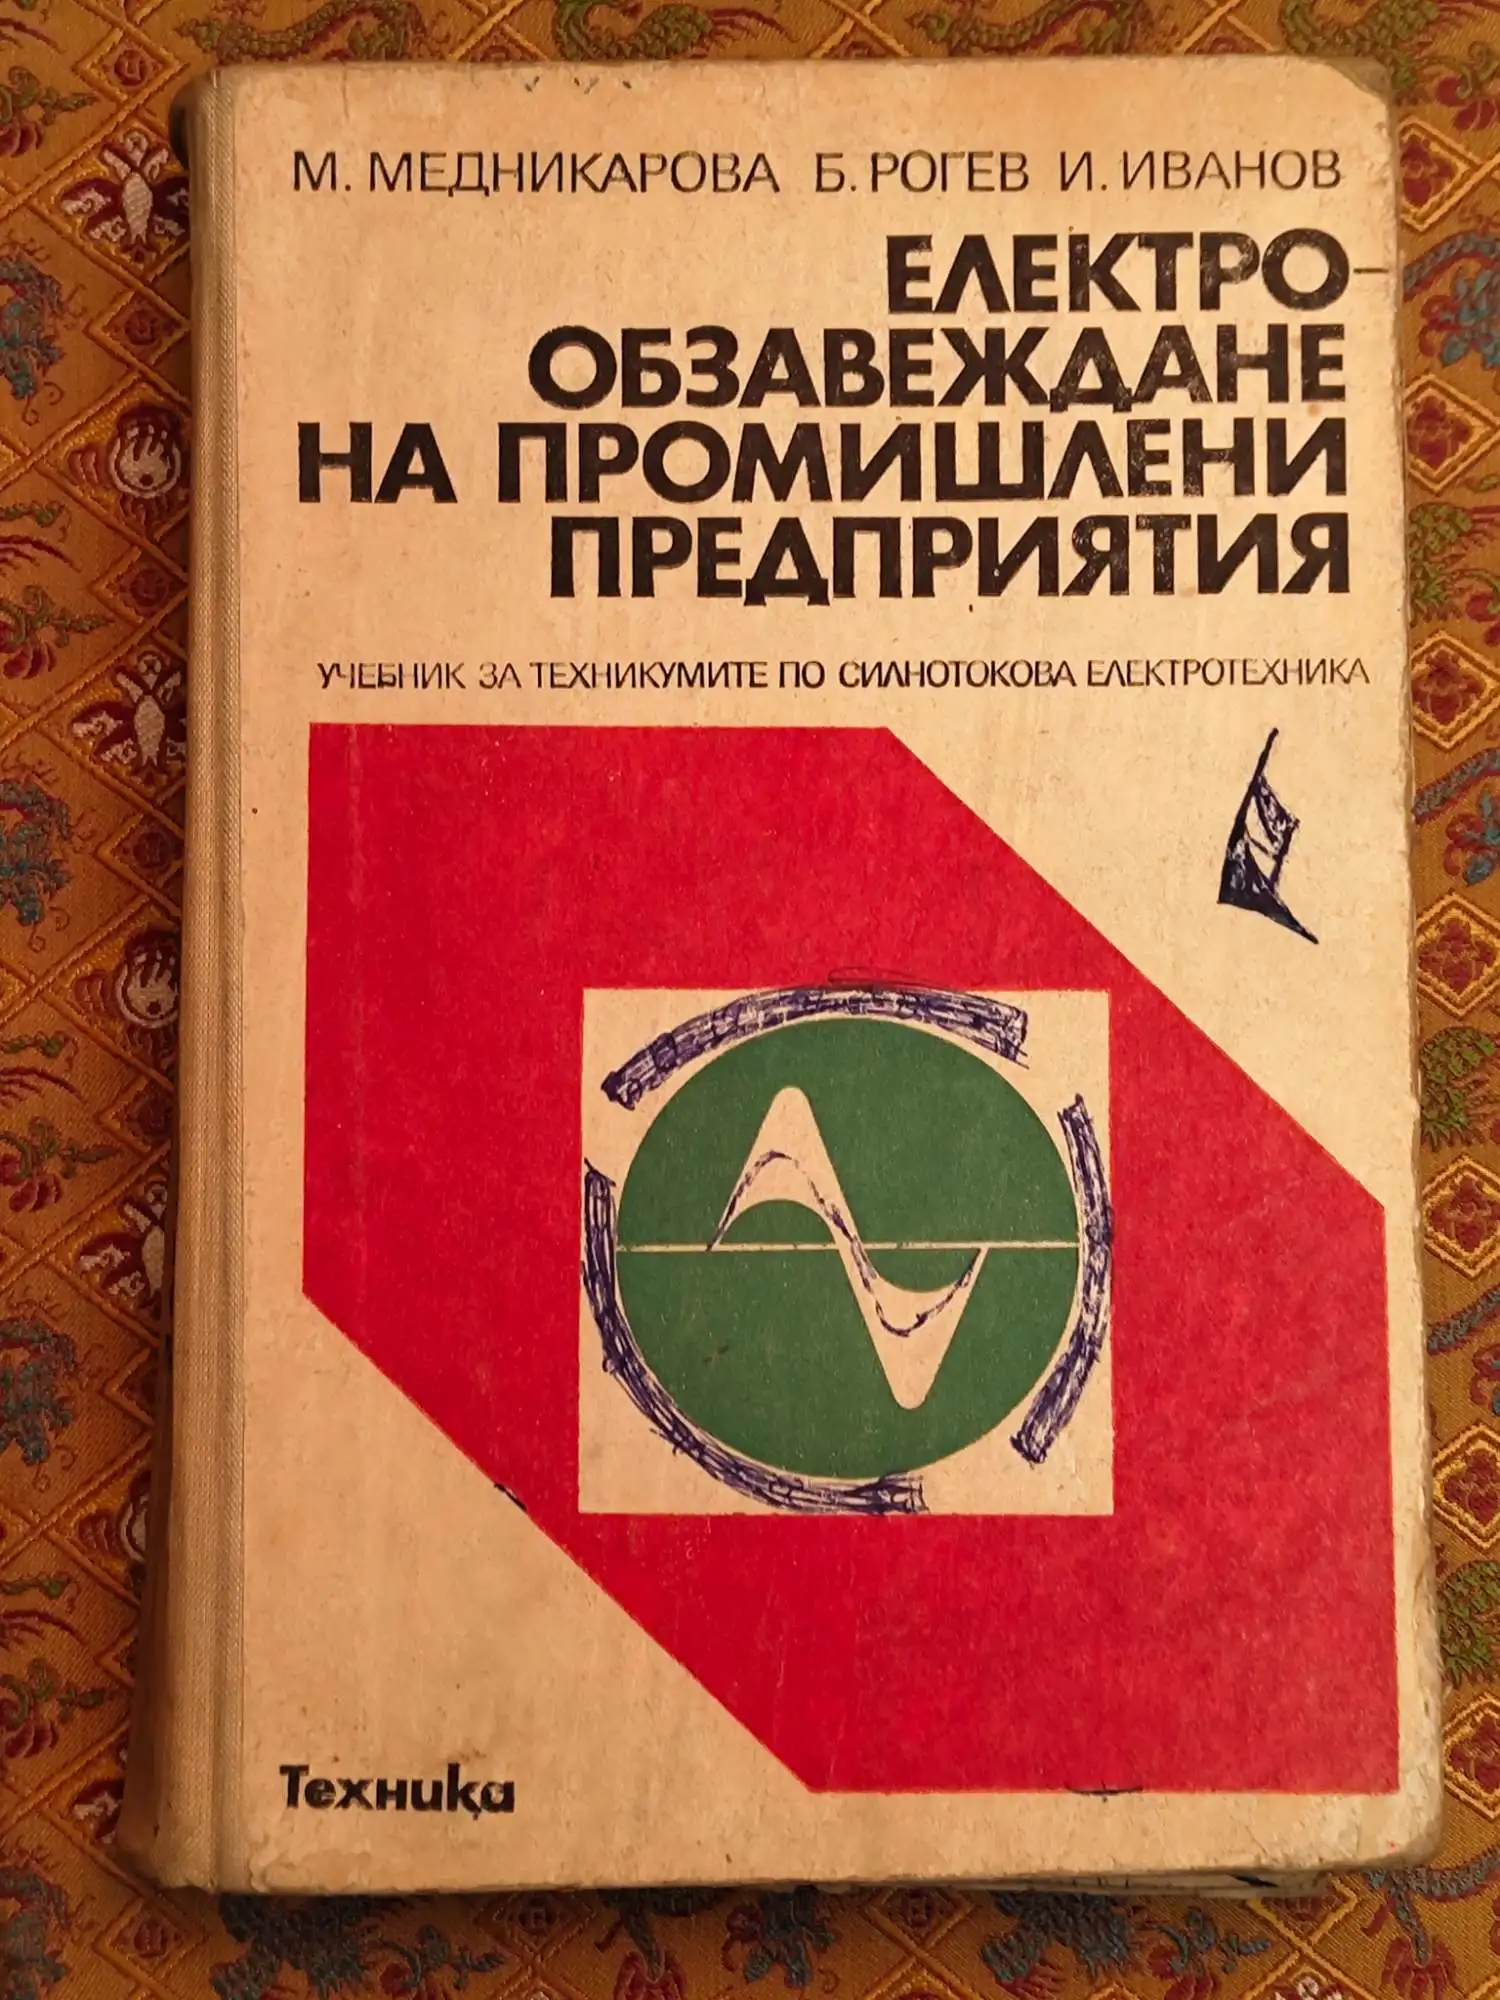 М. МЕДНИКАРОВА Б. РОГЕВ И. ИВАНОВ
ЕЛЕКТРО-
ОБЗАВЕЖДАНЕ
НА ПРОМИШЛЕНИ
ПРЕДПРИЯТИЯ
УЧЕБНИК ЗА ТЕХНИКУМИТЕ ПО СИЛНОТОКОВА ЕЛЕКТРОТЕХНИКА
Техника